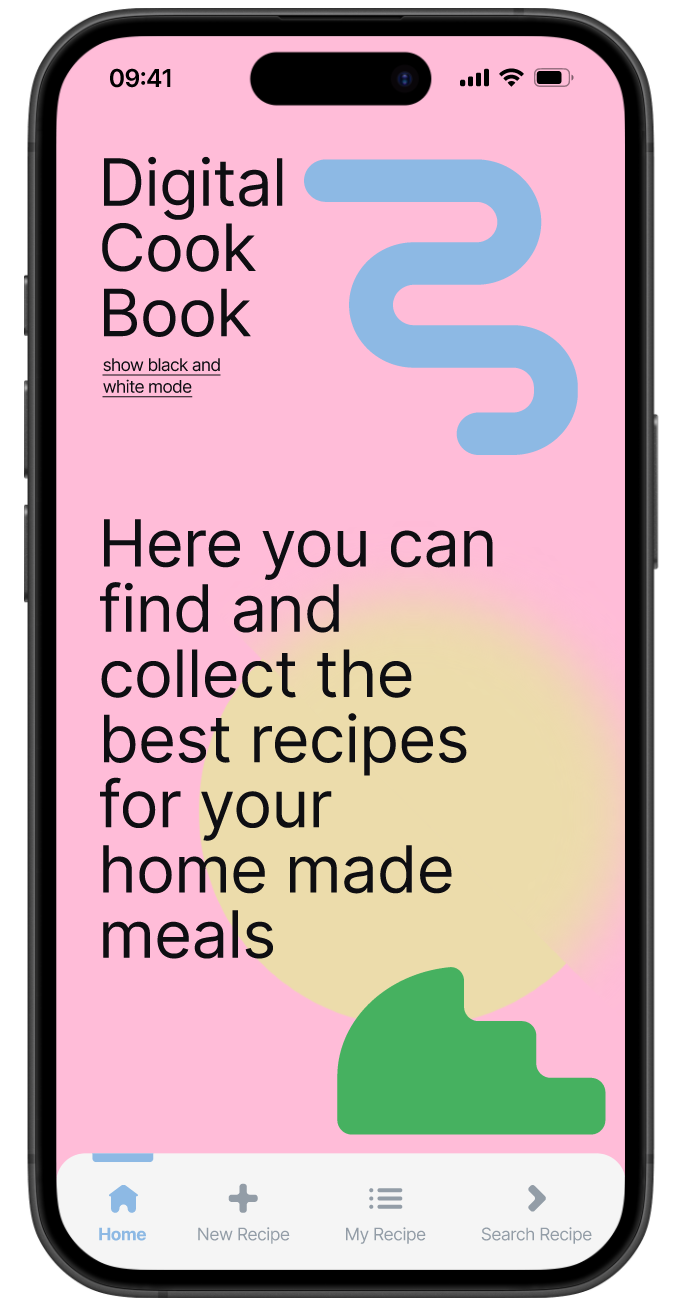 09:41
Digital
Cook
Book
show black and
white mode
Here you can
find and
collect the
best recipes
for your
home made
meals
Home
New Recipe
My Recipe
Search Recipe